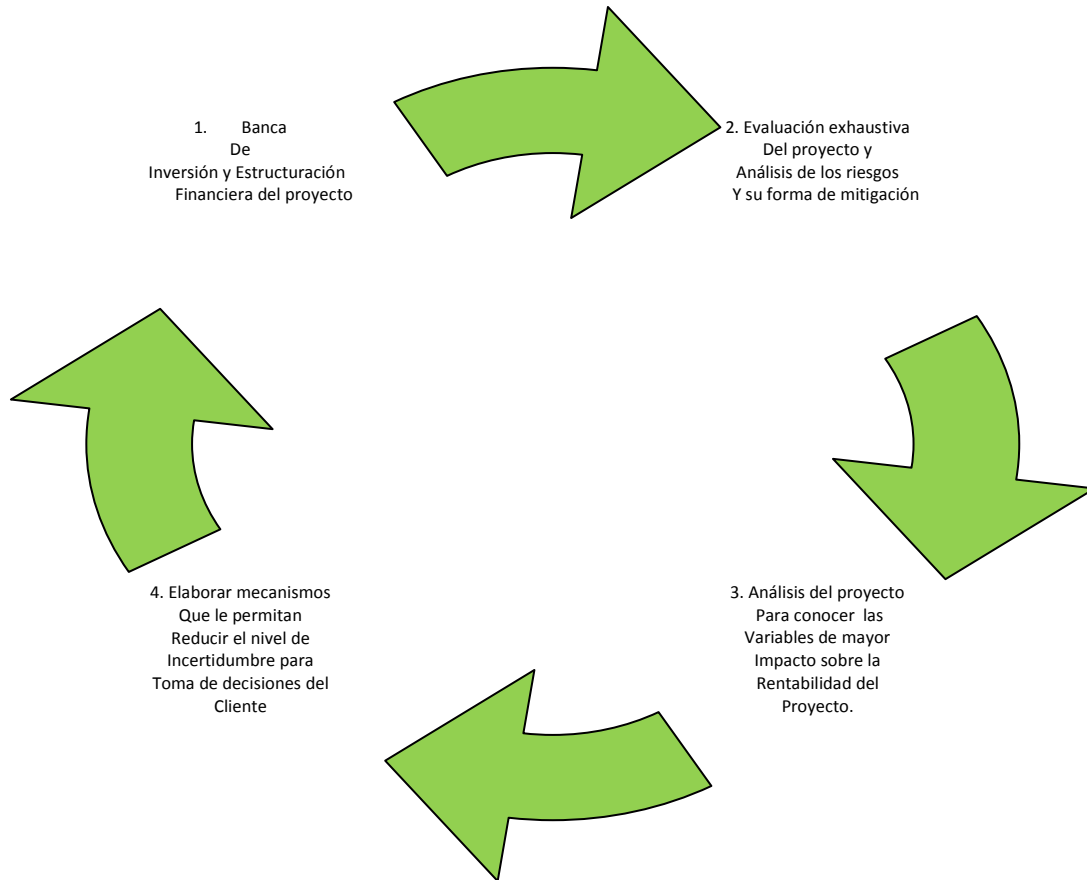 1. Banca
De
Inversión y Estructuración
Financiera del proyecto
2. Evaluación exhaustiva
Del proyecto y
Análisis de los riesgos
Y su forma de mitigación
3. Análisis del proyecto
Para conocer las
Variables de mayor
Impacto sobre la
Rentabilidad del
Proyecto.
4. Elaborar mecanismos
Que le permitan
Reducir el nivel de
Incertidumbre para
Toma de decisiones del
Cliente